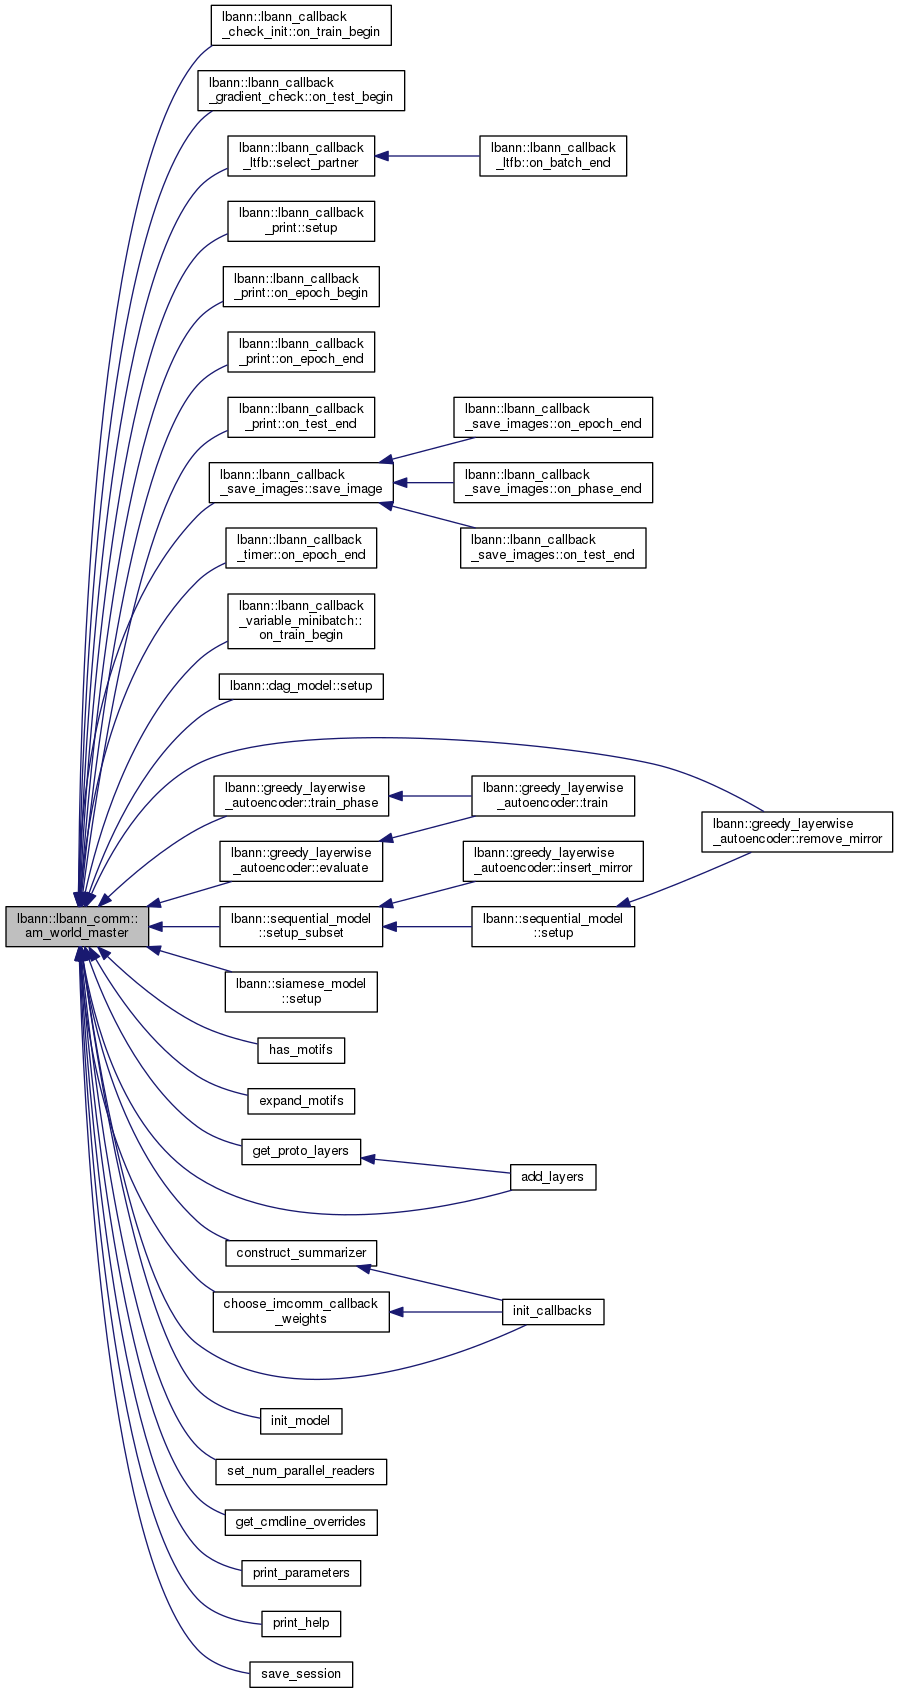 lbann::lbann_callback
_check_init::on_train_begin
lbann::lbann_callback
_gradient_check::on_test_begin
lbann::lbann_callback
_ltfb::select_partner
lbann::lbann_callback
_ltfb::on_batch_end
lbann::lbann_callback
_print::setup
lbann::lbann_callback
_print::on_epoch_begin
lbann::lbann_callback
_print::on_epoch_end
lbann::lbann_callback
_print::on_test_end
lbann::lbann_callback
_save_images::on_epoch_end
lbann::lbann_callback
_save_images::save_image
lbann::lbann_callback
_save_images::on_phase_end
lbann::lbann_callback
_timer::on_epoch_end
lbann::lbann_callback
_save_images::on_test_end
lbann::lbann_callback
_variable_minibatch::
on_train_begin
lbann::dag_model::setup
lbann::greedy_layerwise
_autoencoder::train_phase
lbann::greedy_layerwise
_autoencoder::train
lbann::greedy_layerwise
_autoencoder::remove_mirror
lbann::greedy_layerwise
_autoencoder::evaluate
lbann::greedy_layerwise
_autoencoder::insert_mirror
lbann::lbann_comm::
am_world_master
lbann::sequential_model
::setup_subset
lbann::sequential_model
::setup
lbann::siamese_model
::setup
has_motifs
expand_motifs
get_proto_layers
add_layers
construct_summarizer
choose_imcomm_callback
_weights
init_callbacks
init_model
set_num_parallel_readers
get_cmdline_overrides
print_parameters
print_help
save_session